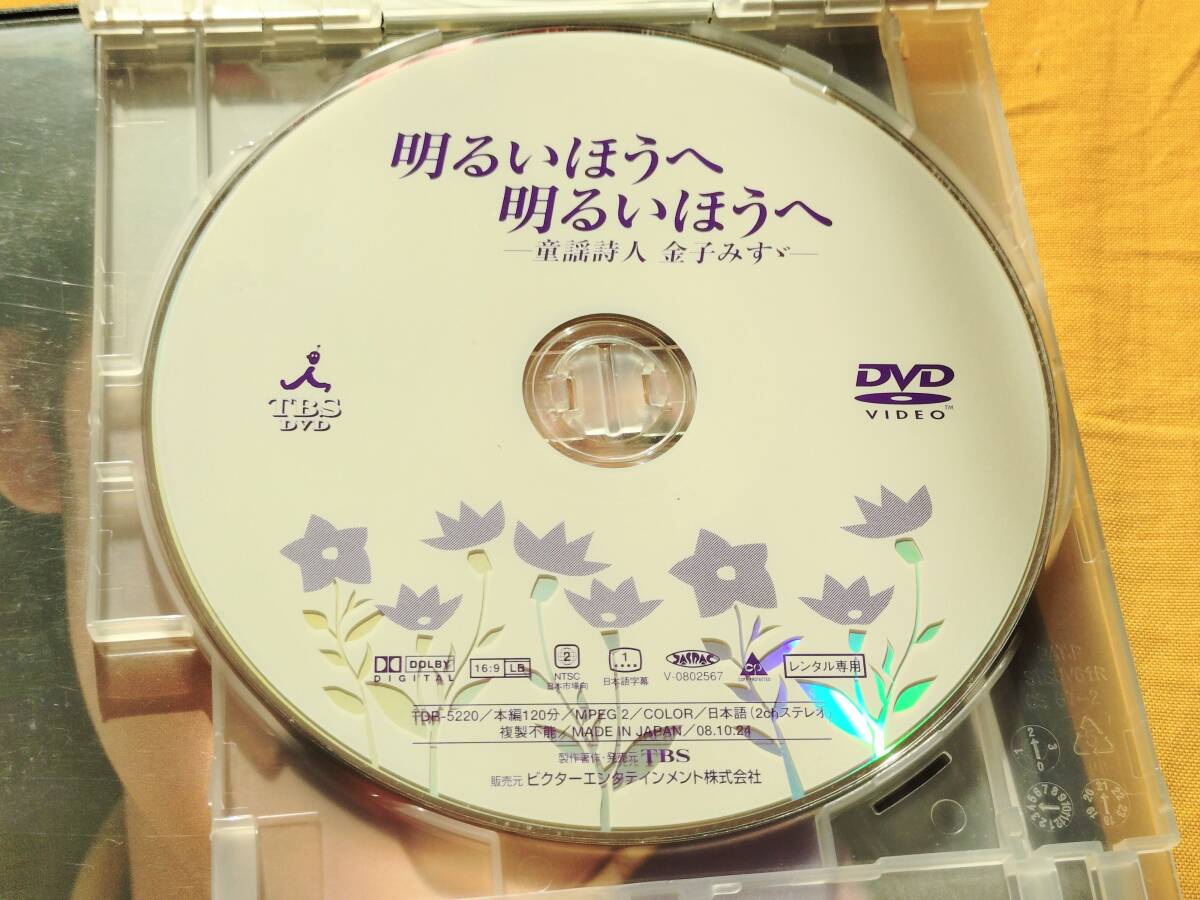 明るいほうへ
明るいほうへ
―童謡詩人 金子みすゞ―
TBS
DVD
DVD
VIDEO™
DOLBY
DIGITAL
16:9 LB
2
NTSC
日本市場向
1
日本語字幕
JASRAC
V-0802567
COPY PROTECTED
レンタル専用
TDR-5220／本編120分／MPEG 2／COLOR／日本語(2chステレオ)
複製不能／MADE IN JAPAN／08.10.24
製作著作・発売元 TBS
販売元 ビクターエンタテインメント株式会社